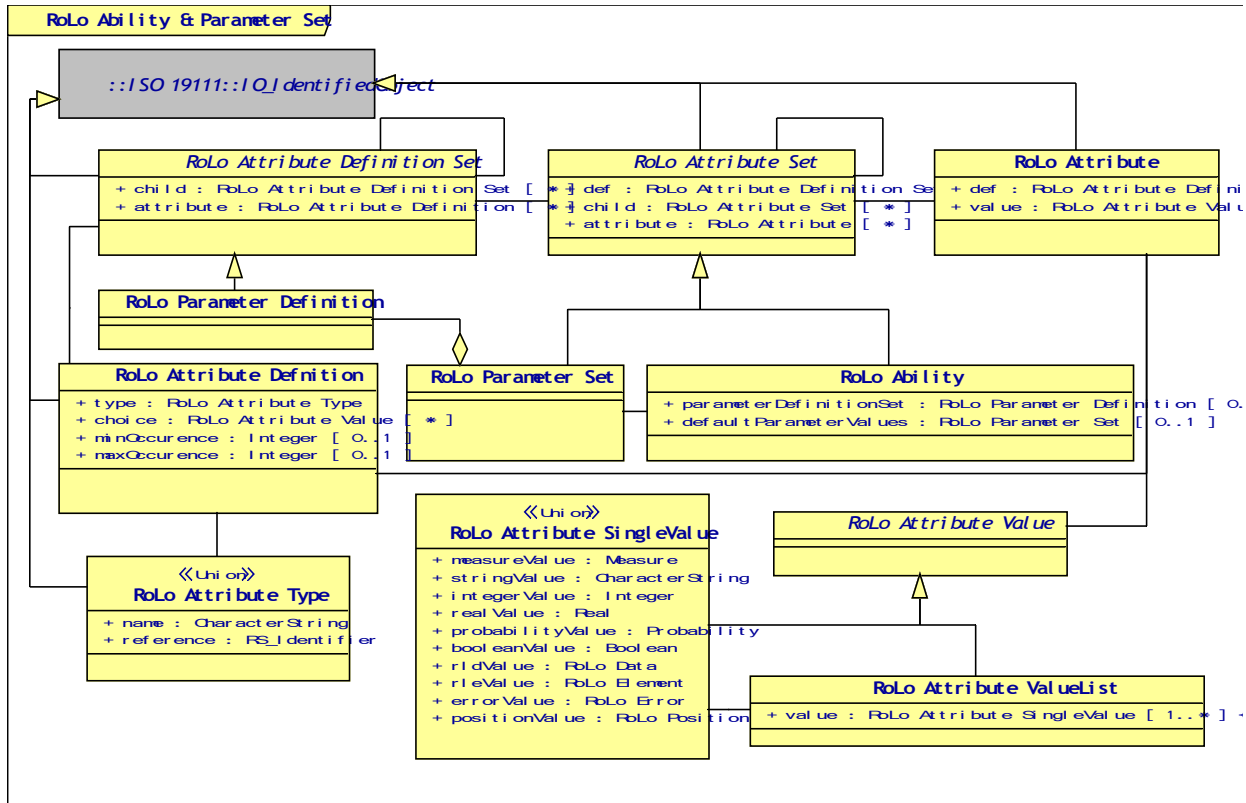 RoLo Ability & Parameter Set
::ISO 19111::IO_IdentifiedObject
RoLo Attribute Definition Set
+ child : RoLo Attribute Definition Set [ * ]
+ attribute : RoLo Attribute Definition [ * ]
RoLo Attribute Set
+ def : RoLo Attribute Definition Set
+ child : RoLo Attribute Set [ * ]
+ attribute : RoLo Attribute [ * ]
RoLo Attribute
+ def : RoLo Attribute Defini
+ value : RoLo Attribute Valu
RoLo Parameter Definition
RoLo Attribute Defnition
+ type : RoLo Attribute Type
+ choice : RoLo Attribute Value [ * ]
+ minOccurence : Integer [ 0..1 ]
+ maxOccurence : Integer [ 0..1 ]
RoLo Parameter Set
RoLo Ability
+ parameterDefinitionSet : RoLo Parameter Definition [ 0.
+ defaultParameterValues : RoLo Parameter Set [ 0..1 ]
«Union»
RoLo Attribute SingleValue
+ measureValue : Measure
+ stringValue : CharacterString
+ integerValue : Integer
+ realValue : Real
+ probabilityValue : Probability
+ booleanValue : Boolean
+ rldValue : RoLo Data
+ rleValue : RoLo Element
+ errorValue : RoLo Error
+ positionValue : RoLo Position
RoLo Attribute Value
«Union»
RoLo Attribute Type
+ name : CharacterString
+ reference : RS_Identifier
RoLo Attribute ValueList
+ value : RoLo Attribute SingleValue [ 1..* ] +